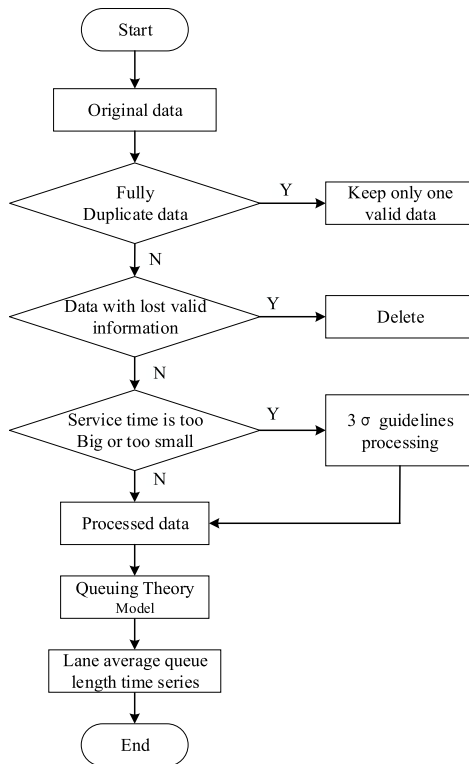 Start
Original data
Fully
Duplicate data
Y
Keep only one
valid data
N
Data with lost valid
information
Y
Delete
N
Service time is too
Big or too small
Y
3 σ guidelines
processing
N
Processed data
Queuing Theory
Model
Lane average queue
length time series
End